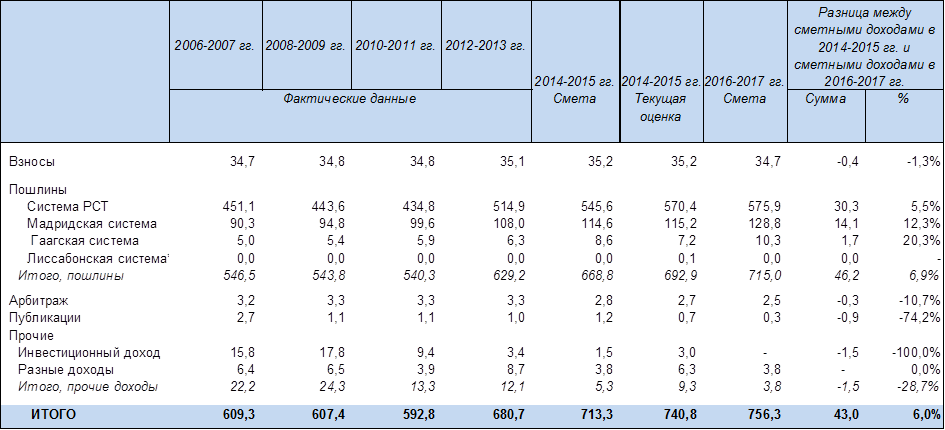 Разница между
сметными доходами в
2014-2015 гг. и
сметными доходами в
2016-2017 гг.
2006-2007 гг. 2008-2009 гг. 2010-2011 гг. 2012-2013 гг.
2014-2015 гг. 2014-2015 гг. 2016-2017 гг.
Фактические данные Смета Текущая Смета Сумма %
оценка
Взносы 34,7 34,8 34,8 35,1 35,2 35,2 34,7 -0,4 -1,3%
Пошлины
Система РСТ 451,1 443,6 434,8 514,9 545,6 570,4 575,9 30,3 5,5%
Мадридская система 90,3 94,8 99,6 108,0 114,6 115,2 128,8 14,1 12,3%
Гаагская система 5,0 5,4 5,9 6,3 8,6 7,2 10,3 1,7 20,3%
Лиссабонская система¹ 0,0 0,0 0,0 0,0 0,0 0,1 0,0 0,0 -
Итого, пошлины 546,5 543,8 540,3 629,2 668,8 692,9 715,0 46,2 6,9%
Арбитраж 3,2 3,3 3,3 3,3 2,8 2,7 2,5 -0,3 -10,7%
Публикации 2,7 1,1 1,1 1,0 1,2 0,7 0,3 -0,9 -74,2%
Прочие
Инвестиционный доход 15,8 17,8 9,4 3,4 1,5 3,0 - -1,5 -100,0%
Разные доходы 6,4 6,5 3,9 8,7 3,8 6,3 3,8 - 0,0%
Итого, прочие доходы 22,2 24,3 13,3 12,1 5,3 9,3 3,8 -1,5 -28,7%
ИТОГО 609,3 607,4 592,8 680,7 713,3 740,8 756,3 43,0 6,0%